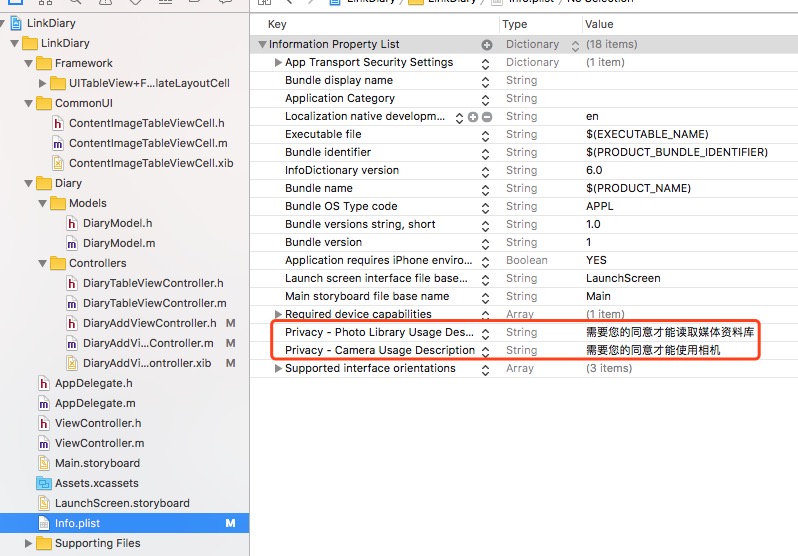 LinkDiary
LinkDiary
Info.plist
No Selection
LinkDiary
LinkDiary
Framework
UITableView+F...lateLayoutCell
CommonUI
ContentImageTableViewCell.h
ContentImageTableViewCell.m
ContentImageTableViewCell.xib
Diary
Models
DiaryModel.h
DiaryModel.m
Controllers
DiaryTableViewController.h
DiaryTableViewController.m
DiaryAddViewController.h M
DiaryAddVi...Controller.m M
DiaryAddVi...ontroller.xib M
AppDelegate.h
AppDelegate.m
ViewController.h
ViewController.m
Main.storyboard
Assets.xcassets
LaunchScreen.storyboard
Info.plist M
Supporting Files
Key Type Value
Information Property List Dictionary (18 items)
App Transport Security Settings Dictionary (1 item)
Bundle display name String
Application Category String
Localization native developm... String en
Executable file String $(EXECUTABLE_NAME)
Bundle identifier String $(PRODUCT_BUNDLE_IDENTIFIER)
InfoDictionary version String 6.0
Bundle name String $(PRODUCT_NAME)
Bundle OS Type code String APPL
Bundle versions string, short String 1.0
Bundle version String 1
Application requires iPhone enviro... Boolean YES
Launch screen interface file base... String LaunchScreen
Main storyboard file base name String Main
Required device capabilities Array (1 item)
Privacy - Photo Library Usage Des... String 需要您的同意才能读取媒体资料库
Privacy - Camera Usage Description String 需要您的同意才能使用相机
Supported interface orientations Array (3 items)